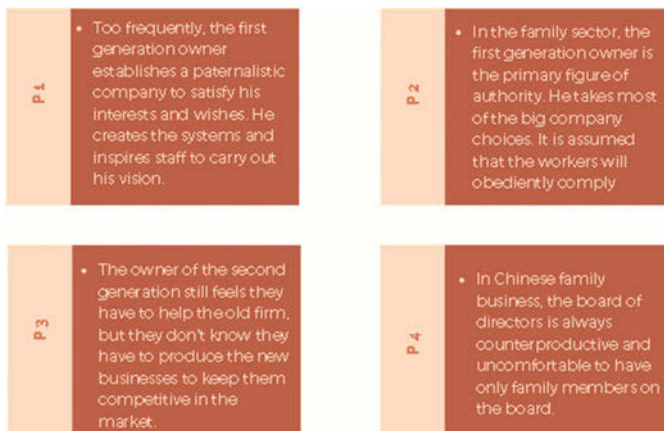 P1
• Too frequently, the first
generation owner
establishes a paternalistic
company to satisfy his
interests and wishes. He
creates the systems and
inspires staff to carry out
his vision.
P2
• In the family sector, the
first generation owner is
the primary figure of
authority. He takes most
of the big company
choices. It is assumed
that the workers will
obediently comply
P3
• The owner of the second
generation still feels they
have to help the old firm,
but they don't know they
have to produce the new
businesses to keep them
competitive in the
market.
P4
• In Chinese family
business, the board of
directors is always
counterproductive and
uncomfortable to have
only family members on
the board.